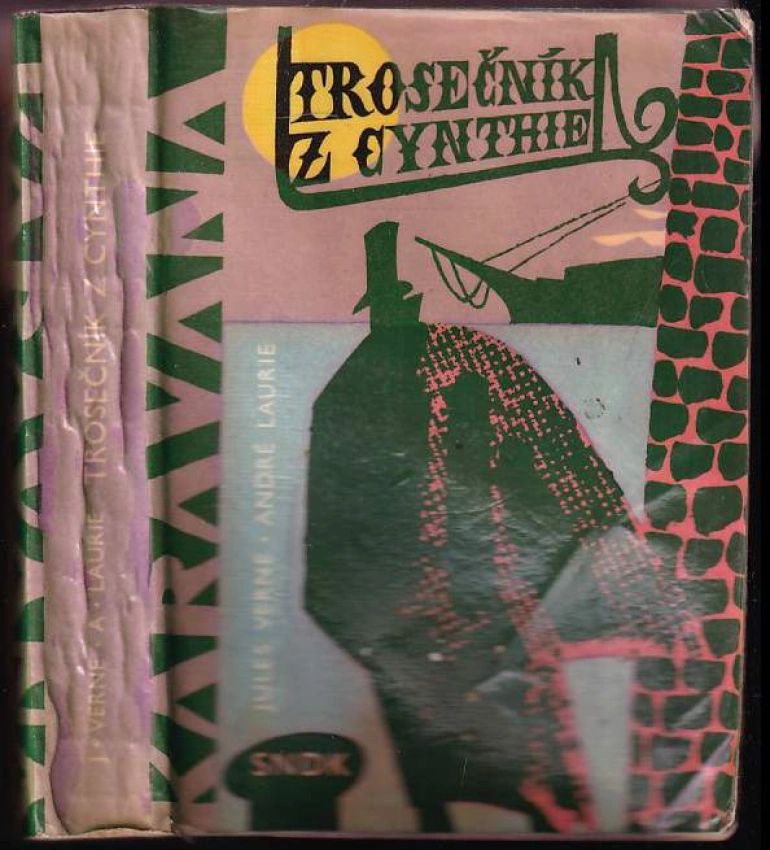 TROSEČNÍK
Z CYNTHIE
JULES VERNE · ANDRÉ LAURIE
SNDK
KARAVANA
J · VERNE · A · LAURIE TROSEČNÍK Z CYNTHIE